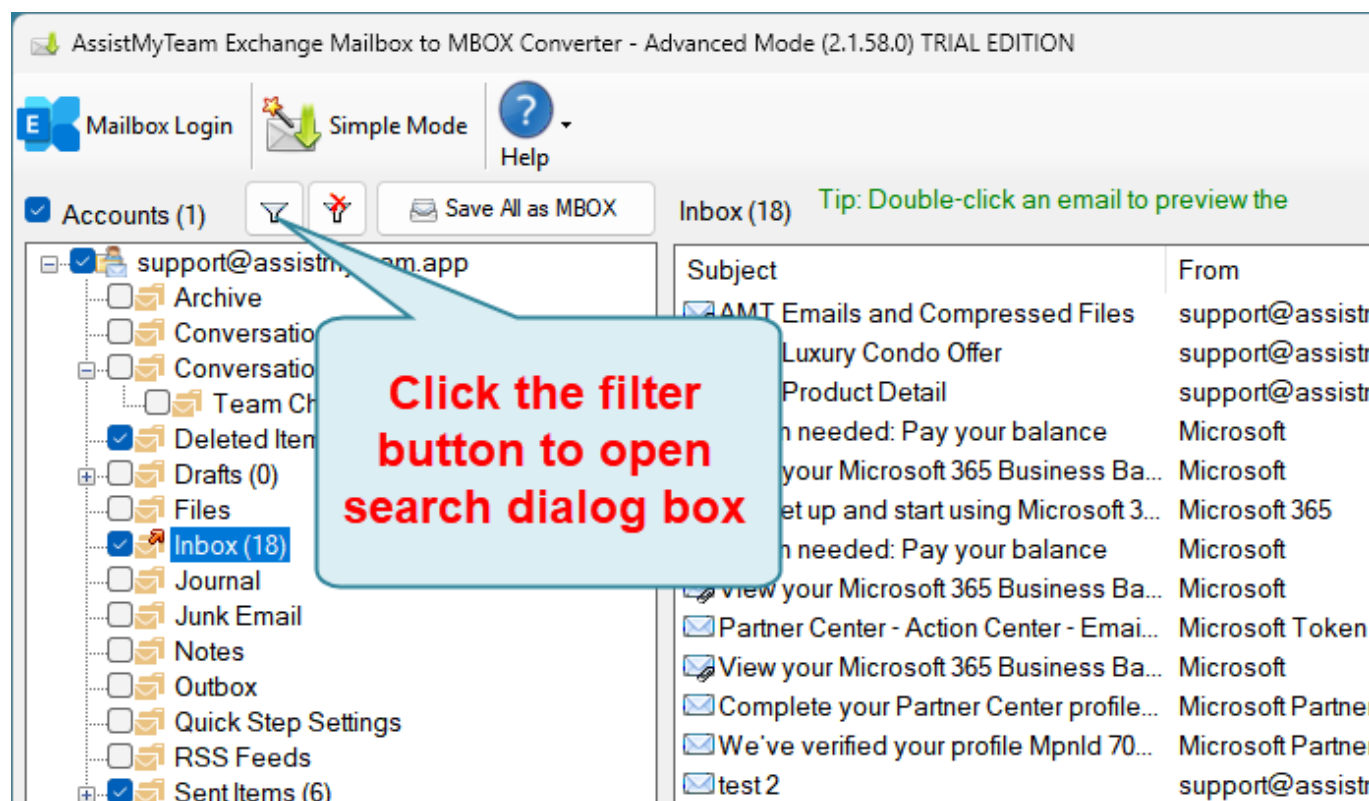 AssistMyTeam Exchange Mailbox to MBOX Converter - Advanced Mode (2.1.58.0) TRIAL EDITION
Mailbox Login
Simple Mode
Help
Accounts (1)
Save All as MBOX
Inbox (18)
Tip: Double-click an email to preview the
support@assistmyteam.app
Archive
Conversatio
Conversatio
Team Ch
Deleted Iter
Drafts (0)
Files
Inbox (18)
Journal
Junk Email
Notes
Outbox
Quick Step Settings
RSS Feeds
Sent Items (6)
Click the filter
button to open
search dialog box
Subject From
AMT Emails and Compressed Files support@assistr
Luxury Condo Offer support@assistr
Product Detail support@assistr
n needed: Pay your balance Microsoft
your Microsoft 365 Business Ba... Microsoft
et up and start using Microsoft 3... Microsoft 365
n needed: Pay your balance Microsoft
View your Microsoft 365 Business Ba... Microsoft
Partner Center - Action Center - Emai... Microsoft Token
View your Microsoft 365 Business Ba... Microsoft
Complete your Partner Center profile... Microsoft Partner
We've verified your profile MpnId 70... Microsoft Partner
test 2 support@assistr